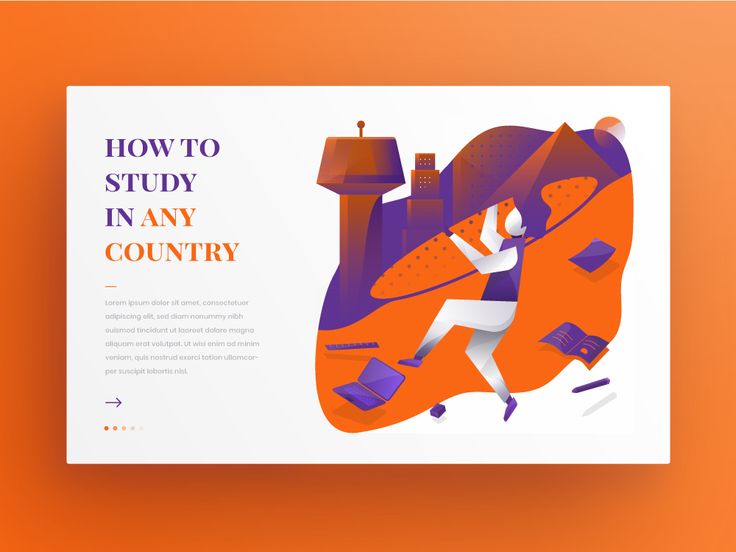 HOW TO
STUDY
IN ANY
COUNTRY
Lorem ipsum dolor sit amet, consectetuer
adipiscing elit, sed diam nonummy nibh
euismod tincidunt ut laoreet dolore magna
aliquam erat volutpat. Ut wisi enim ad minim
veniam, quis nostrud exerci tation ullamcor-
per suscipit lobortis nisl.